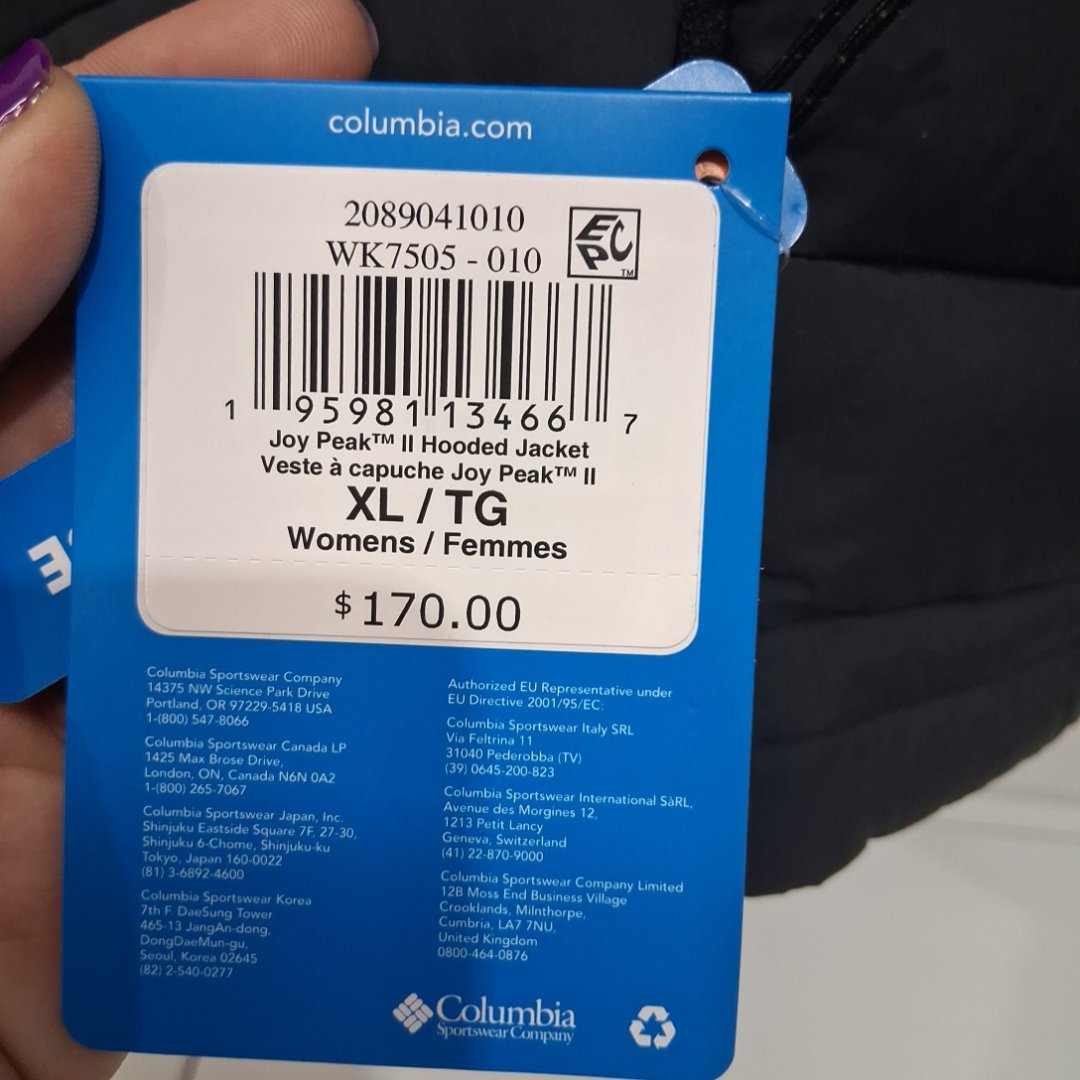 columbia.com
2089041010
WK7505 - 010
EPC TM
1 95981 13466 7
Joy Peak™ II Hooded Jacket
Veste à capuche Joy Peak™ II
XL / TG
Womens / Femmes
$ 170.00
Columbia Sportswear Company
14375 NW Science Park Drive
Portland, OR 97229-5418 USA
1-(800) 547-8066
Columbia Sportswear Canada LP
1425 Max Brose Drive,
London, ON, Canada N6N 0A2
1-(800) 265-7067
Columbia Sportswear Japan, Inc.
Shinjuku Eastside Square 7F, 27-30,
Shinjuku 6-Chome, Shinjuku-ku
Tokyo, Japan 160-0022
(81) 3-6892-4600
Columbia Sportswear Korea
7th F. DaeSung Tower
465-13 JangAn-dong,
DongDaeMun-gu,
Seoul, Korea 02645
(82) 2-540-0277
Authorized EU Representative under
EU Directive 2001/95/EC:
Columbia Sportswear Italy SRL
Via Feltrina 11
31040 Pederobba (TV)
(39) 0645-200-823
Columbia Sportswear International SàRL,
Avenue des Morgines 12,
1213 Petit Lancy
Geneva, Switzerland
(41) 22-870-9000
Columbia Sportswear Company Limited
12B Moss End Business Village
Crooklands, Milnthorpe,
Cumbria, LA7 7NU,
United Kingdom
0800-464-0876
Columbia
Sportswear Company